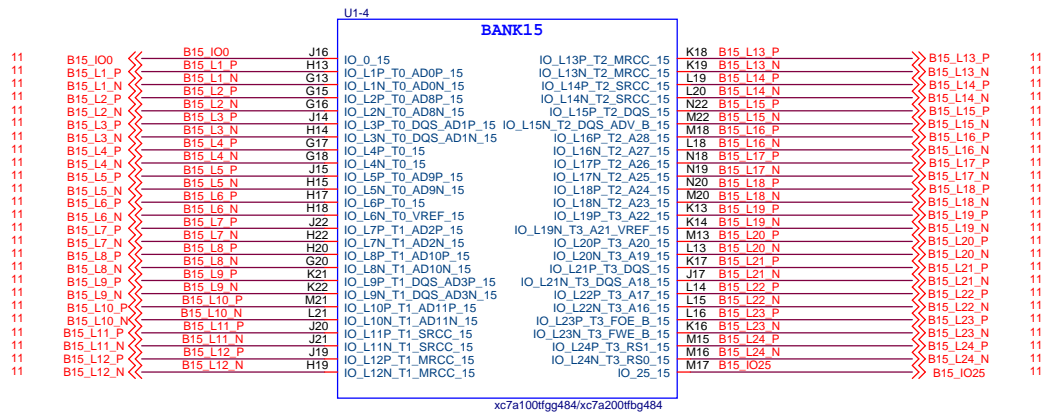 U1-4
BANK15
11 B15_IO0 B15_IO0 J16 IO_0_15 IO_L13P_T2_MRCC_15 K18 B15_L13_P B15_L13_P 11
11 B15_L1_P B15_L1_P H13 IO_L1P_T0_AD0P_15 IO_L13N_T2_MRCC_15 K19 B15_L13_N B15_L13_N 11
11 B15_L1_N B15_L1_N G13 IO_L1N_T0_AD0N_15 IO_L14P_T2_SRCC_15 L19 B15_L14_P B15_L14_P 11
11 B15_L2_P B15_L2_P G15 IO_L2P_T0_AD8P_15 IO_L14N_T2_SRCC_15 L20 B15_L14_N B15_L14_N 11
11 B15_L2_N B15_L2_N G16 IO_L2N_T0_AD8N_15 IO_L15P_T2_DQS_15 N22 B15_L15_P B15_L15_P 11
11 B15_L3_P B15_L3_P J14 IO_L3P_T0_DQS_AD1P_15 IO_L15N_T2_DQS_ADV_B_15 M22 B15_L15_N B15_L15_N 11
11 B15_L3_N B15_L3_N H14 IO_L3N_T0_DQS_AD1N_15 IO_L16P_T2_A28_15 M18 B15_L16_P B15_L16_P 11
11 B15_L4_P B15_L4_P G17 IO_L4P_T0_15 IO_L16N_T2_A27_15 L18 B15_L16_N B15_L16_N 11
11 B15_L4_N B15_L4_N G18 IO_L4N_T0_15 IO_L17P_T2_A26_15 N18 B15_L17_P B15_L17_P 11
11 B15_L5_P B15_L5_P J15 IO_L5P_T0_AD9P_15 IO_L17N_T2_A25_15 N19 B15_L17_N B15_L17_N 11
11 B15_L5_N B15_L5_N H15 IO_L5N_T0_AD9N_15 IO_L18P_T2_A24_15 N20 B15_L18_P B15_L18_P 11
11 B15_L6_P B15_L6_P H17 IO_L6P_T0_15 IO_L18N_T2_A23_15 M20 B15_L18_N B15_L18_N 11
11 B15_L6_N B15_L6_N H18 IO_L6N_T0_VREF_15 IO_L19P_T3_A22_15 K13 B15_L19_P B15_L19_P 11
11 B15_L7_P B15_L7_P J22 IO_L7P_T1_AD2P_15 IO_L19N_T3_A21_VREF_15 K14 B15_L19_N B15_L19_N 11
11 B15_L7_N B15_L7_N H22 IO_L7N_T1_AD2N_15 IO_L20P_T3_A20_15 M13 B15_L20_P B15_L20_P 11
11 B15_L8_P B15_L8_P H20 IO_L8P_T1_AD10P_15 IO_L20N_T3_A19_15 L13 B15_L20_N B15_L20_N 11
11 B15_L8_N B15_L8_N G20 IO_L8N_T1_AD10N_15 IO_L21P_T3_DQS_15 K17 B15_L21_P B15_L21_P 11
11 B15_L9_P B15_L9_P K21 IO_L9P_T1_DQS_AD3P_15 IO_L21N_T3_DQS_A18_15 J17 B15_L21_N B15_L21_N 11
11 B15_L9_N B15_L9_N K22 IO_L9N_T1_DQS_AD3N_15 IO_L22P_T3_A17_15 L14 B15_L22_P B15_L22_P 11
11 B15_L10_P B15_L10_P M21 IO_L10P_T1_AD11P_15 IO_L22N_T3_A16_15 L15 B15_L22_N B15_L22_N 11
11 B15_L10_N B15_L10_N L21 IO_L10N_T1_AD11N_15 IO_L23P_T3_FOE_B_15 L16 B15_L23_P B15_L23_P 11
11 B15_L11_P B15_L11_P J20 IO_L11P_T1_SRCC_15 IO_L23N_T3_FWE_B_15 K16 B15_L23_N B15_L23_N 11
11 B15_L11_N B15_L11_N J21 IO_L11N_T1_SRCC_15 IO_L24P_T3_RS1_15 M15 B15_L24_P B15_L24_P 11
11 B15_L12_P B15_L12_P J19 IO_L12P_T1_MRCC_15 IO_L24N_T3_RS0_15 M16 B15_L24_N B15_L24_N 11
11 B15_L12_N B15_L12_N H19 IO_L12N_T1_MRCC_15 IO_25_15 M17 B15_IO25 B15_IO25 11
xc7a100tfgg484/xc7a200tfbg484